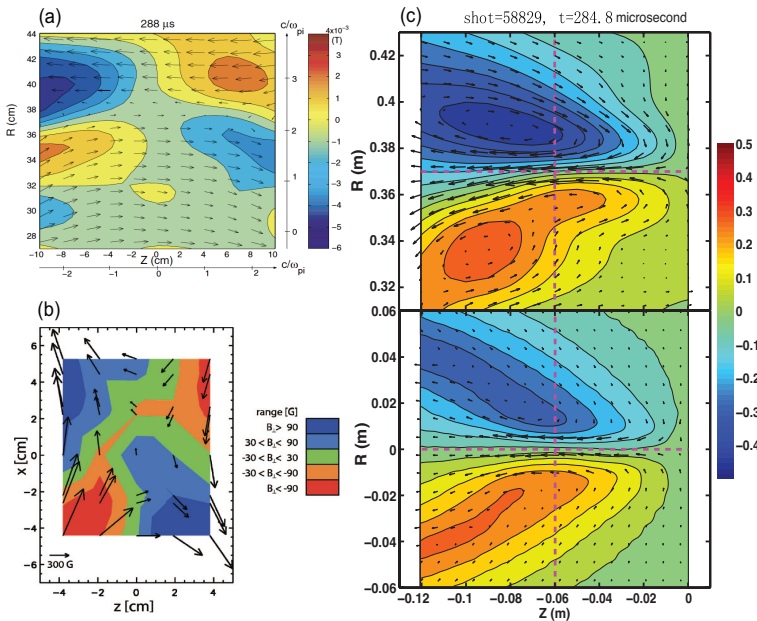 (a)
288 μs
c/ω pi
4x10⁻³
(T)
44
42
40
38
36
34
32
30
28
R (cm)
3
2
1
0
3
2
1
0
-1
-2
-3
-4
-5
-6
-10 -8 -6 -4 -2 0 2 4 6 8 10
Z (cm)
-2 -1 0 1 2
c/ω pi
(b)
6
4
2
0
-2
-4
-6
x [cm]
300 G
-4 -2 0 2 4
z [cm]
range [G]
B⊥> 90
30 < B⊥< 90
-30 < B⊥< 30
-30 < B⊥< -90
B⊥< -90
(c)
shot=58829, t=284.8 microsecond
0.42
0.4
0.38
0.36
0.34
0.32
R (m)
0.06
0.04
0.02
0
-0.02
-0.04
-0.06
R (m)
-0.12 -0.1 -0.08 -0.06 -0.04 -0.02 0
Z (m)
0.5
0.4
0.3
0.2
0.1
0
-0.1
-0.2
-0.3
-0.4